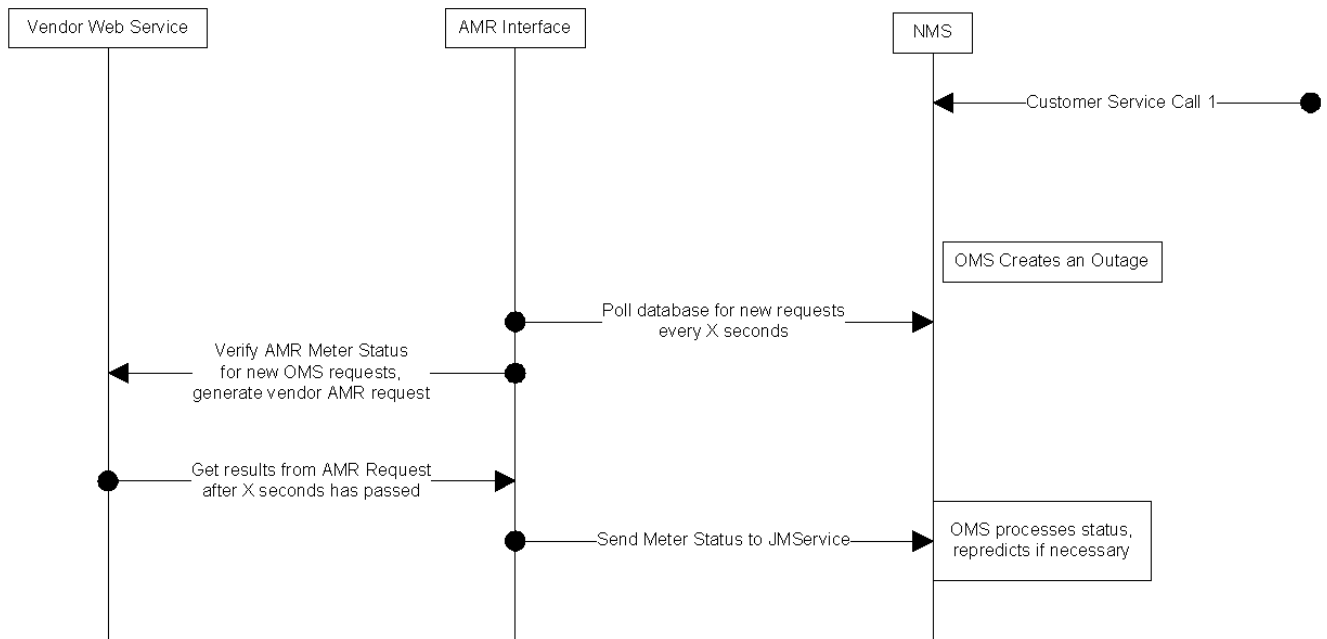 Vendor Web Service
AMR Interface
NMS
Customer Service Call 1
OMS Creates an Outage
Poll database for new requests
every X seconds
Verify AMR Meter Status
for new OMS requests,
generate vendor AMR request
Get results from AMR Request
after X seconds has passed
Send Meter Status to JMService
OMS processes status,
repredicts if necessary